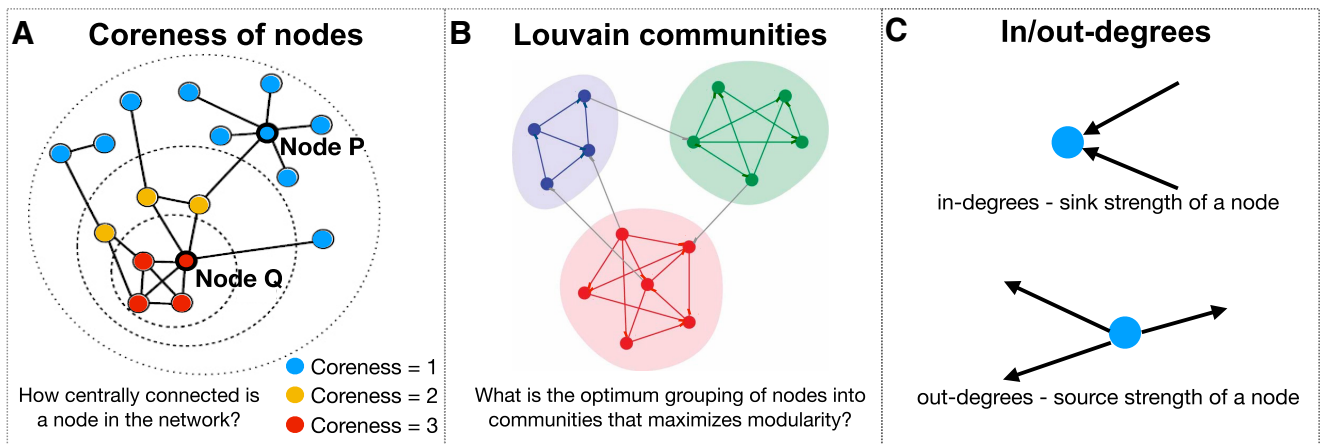 A
Coreness of nodes
Node P
Node Q
Coreness = 1
Coreness = 2
Coreness = 3
How centrally connected is
a node in the network?
B
Louvain communities
What is the optimum grouping of nodes into
communities that maximizes modularity?
C
In/out-degrees
in-degrees - sink strength of a node
out-degrees - source strength of a node